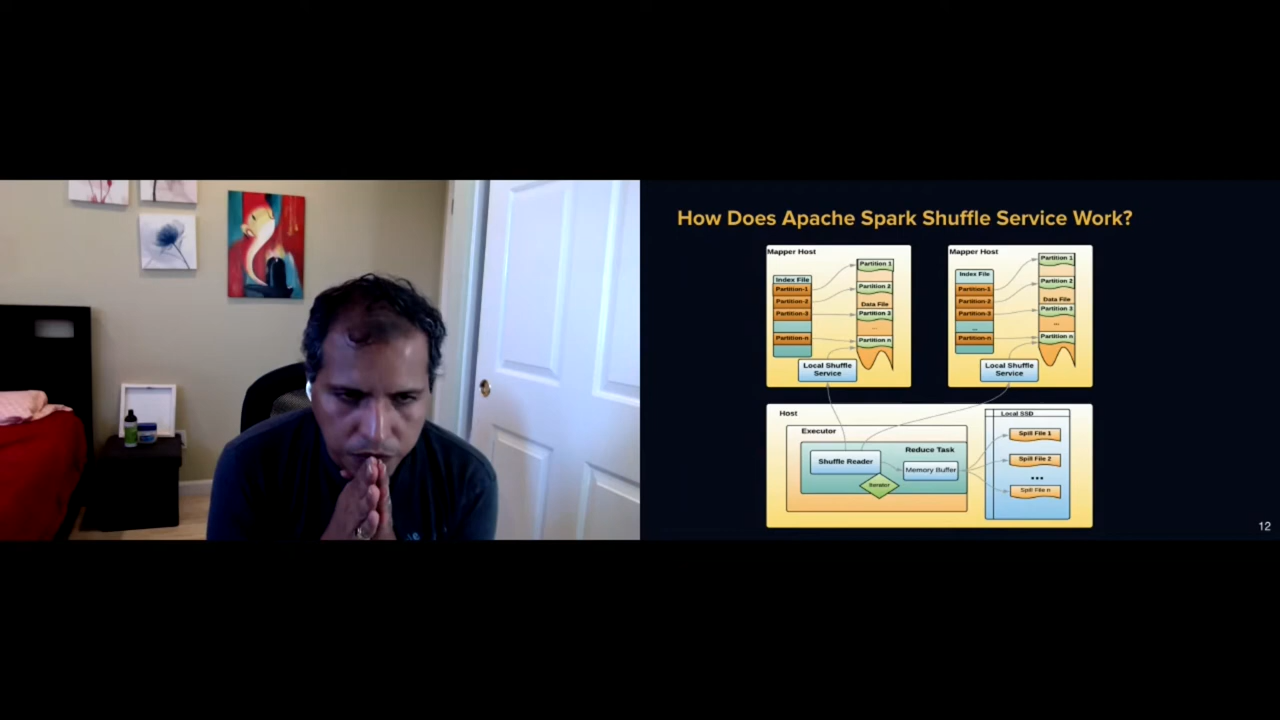 How Does Apache Spark Shuffle Service Work?
Mapper Host
Index File
Partition-1
Partition-2
Partition-3
Partition-n
Partition 1
Partition 2
Data File
Partition 3
...
Partition n
Local Shuffle
Service
Mapper Host
Index File
Partition-1
Partition-2
Partition-3
...
Partition-n
Partition 1
Partition 2
Data File
Partition 3
...
Partition n
Local Shuffle
Service
Host
Executor
Reduce Task
Shuffle Reader
Memory Buffer
Iterator
Local SSD
Spill File 1
Spill File 2
...
Spill File n
12